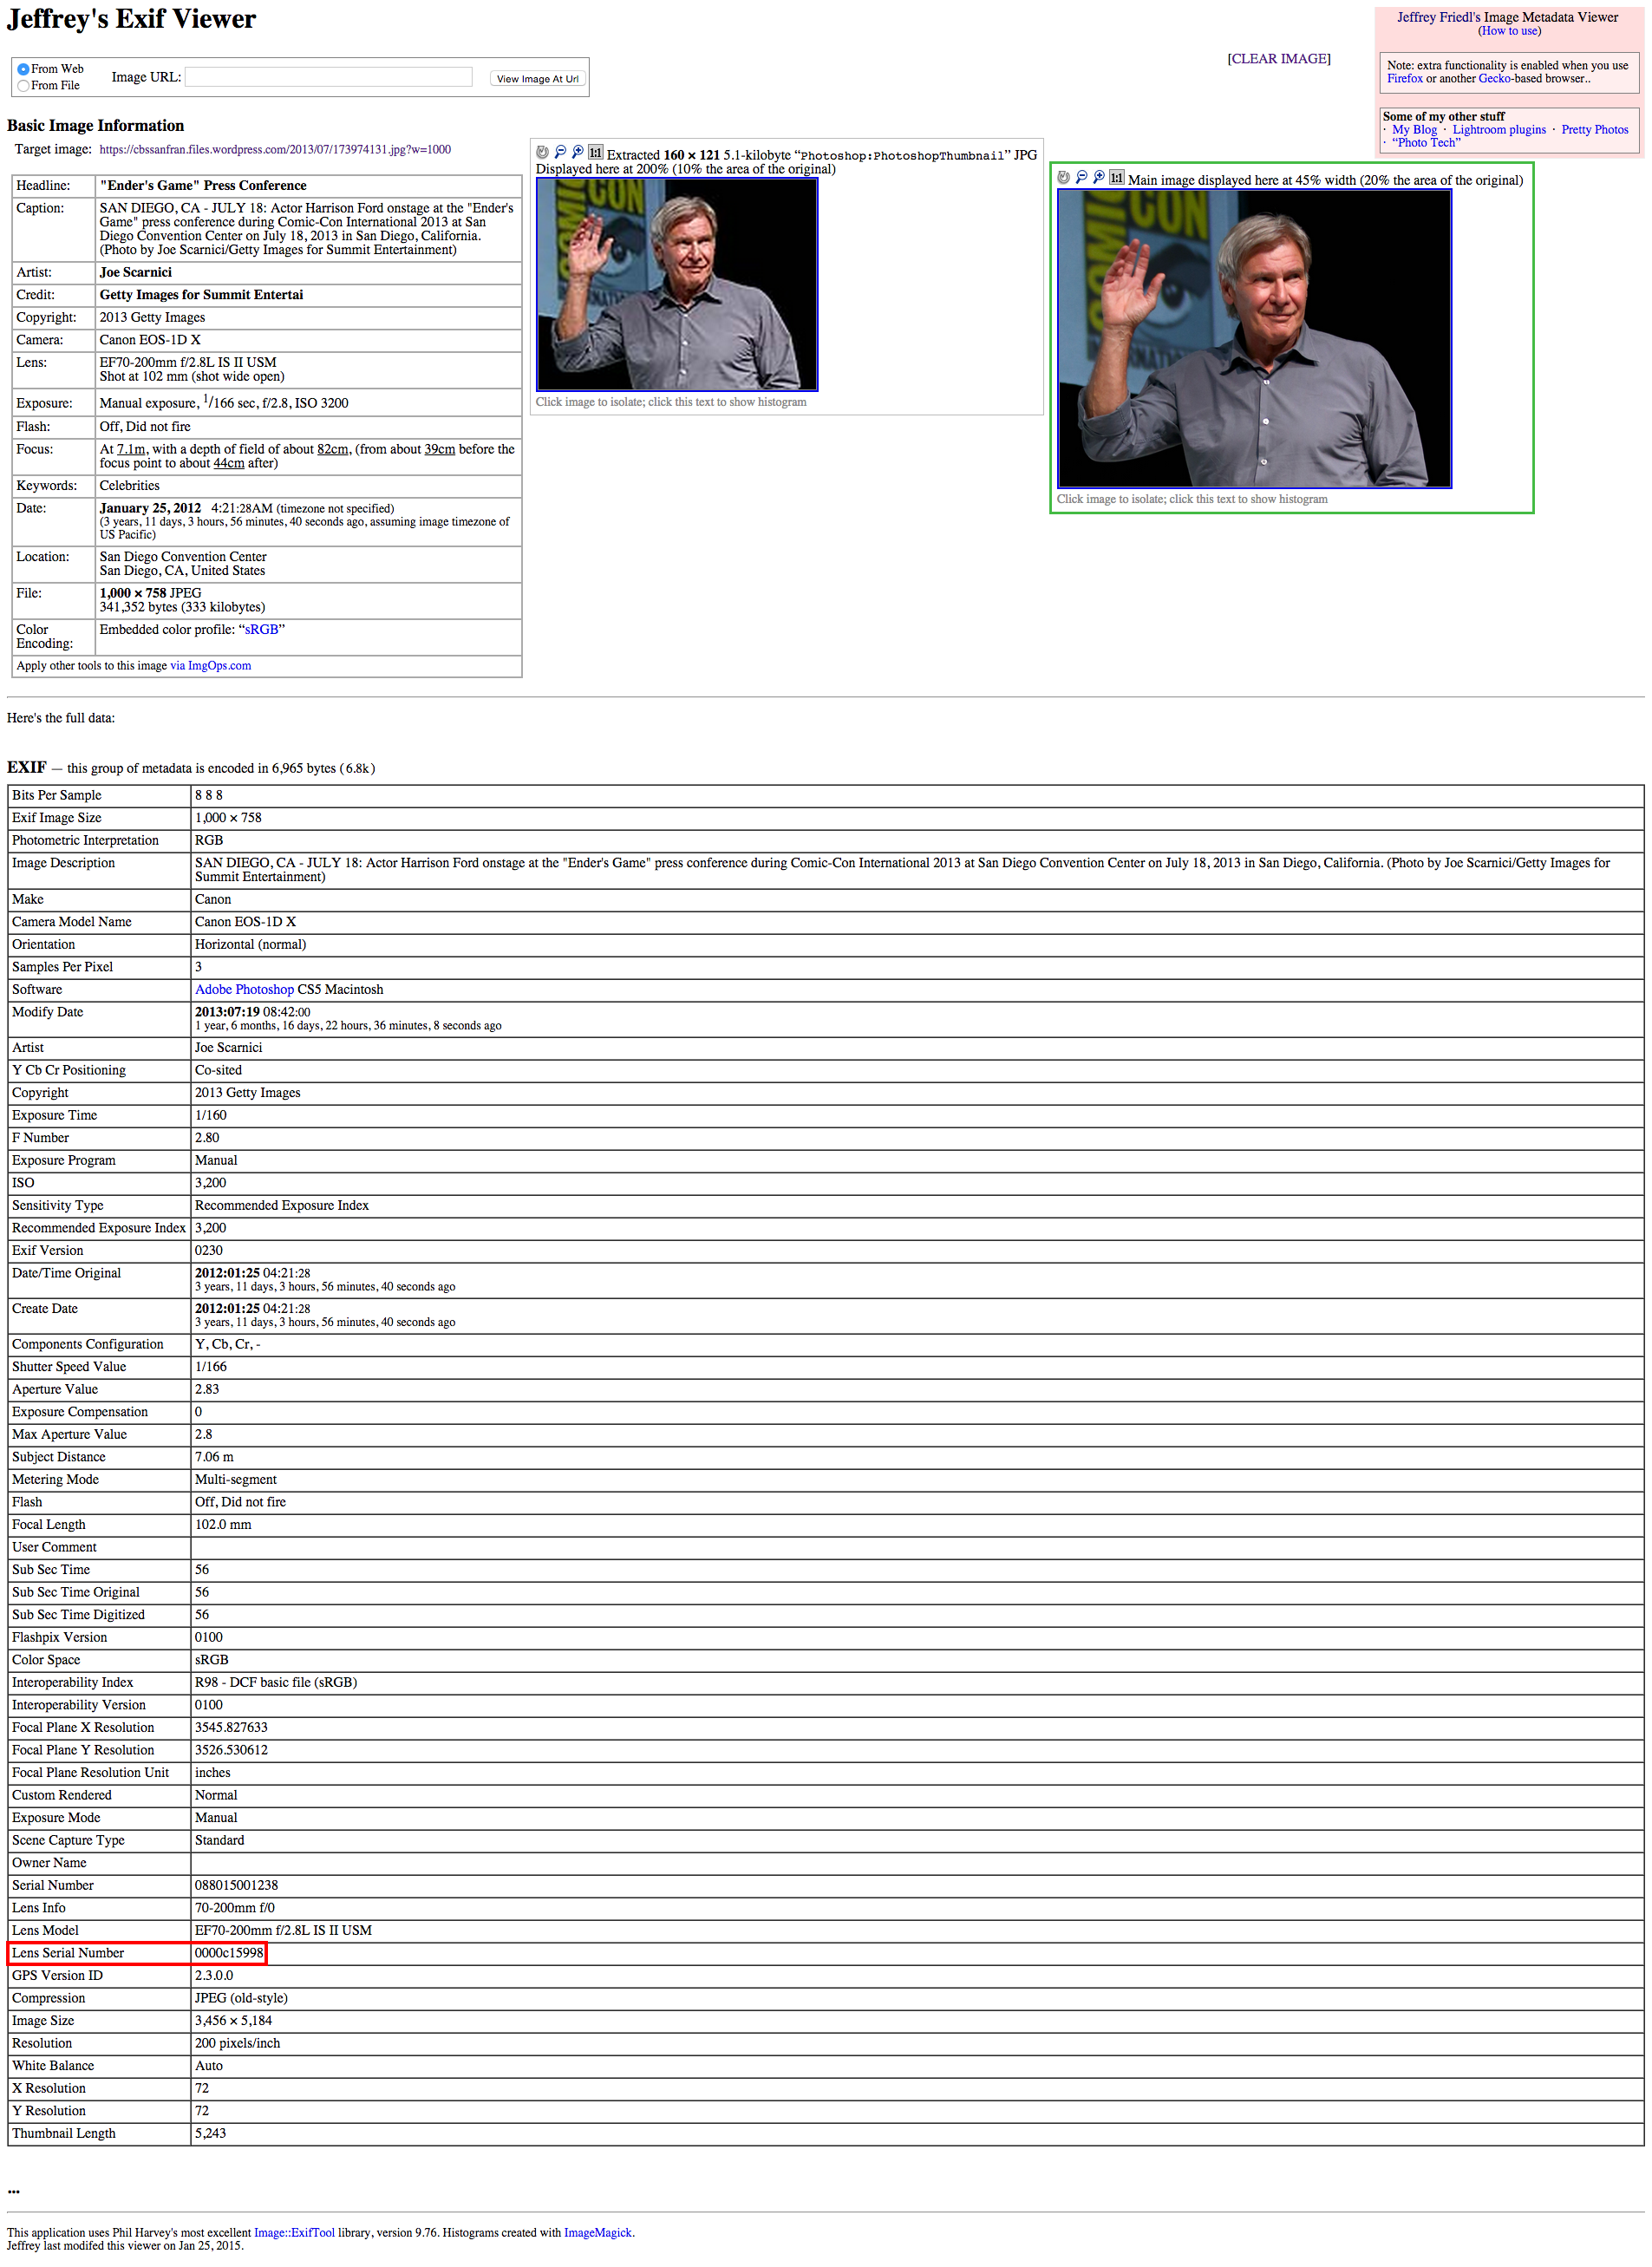 Jeffrey's Exif Viewer
From Web
From File
Image URL:
View Image At Url
[CLEAR IMAGE]
Jeffrey Friedl's Image Metadata Viewer
(How to use)
Note: extra functionality is enabled when you use
Firefox or another Gecko-based browser..
Some of my other stuff
· My Blog · Lightroom plugins · Pretty Photos
· “Photo Tech”
Basic Image Information
Target image: https://cbssanfran.files.wordpress.com/2013/07/173974131.jpg?w=1000
Headline: "Ender's Game" Press Conference
Caption: SAN DIEGO, CA - JULY 18: Actor Harrison Ford onstage at the "Ender's
Game" press conference during Comic-Con International 2013 at San
Diego Convention Center on July 18, 2013 in San Diego, California.
(Photo by Joe Scarnici/Getty Images for Summit Entertainment)
Artist: Joe Scarnici
Credit: Getty Images for Summit Entertai
Copyright: 2013 Getty Images
Camera: Canon EOS-1D X
Lens: EF70-200mm f/2.8L IS II USM
Shot at 102 mm (shot wide open)
Exposure: Manual exposure, 1/166 sec, f/2.8, ISO 3200
Flash: Off, Did not fire
Focus: At 7.1m, with a depth of field of about 82cm, (from about 39cm before the
focus point to about 44cm after)
Keywords: Celebrities
Date: January 25, 2012 4:21:28AM (timezone not specified)
(3 years, 11 days, 3 hours, 56 minutes, 40 seconds ago, assuming image timezone of
US Pacific)
Location: San Diego Convention Center
San Diego, CA, United States
File: 1,000 × 758 JPEG
341,352 bytes (333 kilobytes)
Color
Encoding: Embedded color profile: “sRGB”
Apply other tools to this image via ImgOps.com
1:1 Extracted 160 × 121 5.1-kilobyte “Photoshop:PhotoshopThumbnail” JPG
Displayed here at 200% (10% the area of the original)
Click image to isolate; click this text to show histogram
1:1 Main image displayed here at 45% width (20% the area of the original)
Click image to isolate; click this text to show histogram
Here's the full data:
EXIF — this group of metadata is encoded in 6,965 bytes (6.8k)
Bits Per Sample 8 8 8
Exif Image Size 1,000 × 758
Photometric Interpretation RGB
Image Description SAN DIEGO, CA - JULY 18: Actor Harrison Ford onstage at the "Ender's Game" press conference during Comic-Con International 2013 at San Diego Convention Center on July 18, 2013 in San Diego, California. (Photo by Joe Scarnici/Getty Images for
Summit Entertainment)
Make Canon
Camera Model Name Canon EOS-1D X
Orientation Horizontal (normal)
Samples Per Pixel 3
Software Adobe Photoshop CS5 Macintosh
Modify Date 2013:07:19 08:42:00
1 year, 6 months, 16 days, 22 hours, 36 minutes, 8 seconds ago
Artist Joe Scarnici
Y Cb Cr Positioning Co-sited
Copyright 2013 Getty Images
Exposure Time 1/160
F Number 2.80
Exposure Program Manual
ISO 3,200
Sensitivity Type Recommended Exposure Index
Recommended Exposure Index 3,200
Exif Version 0230
Date/Time Original 2012:01:25 04:21:28
3 years, 11 days, 3 hours, 56 minutes, 40 seconds ago
Create Date 2012:01:25 04:21:28
3 years, 11 days, 3 hours, 56 minutes, 40 seconds ago
Components Configuration Y, Cb, Cr, -
Shutter Speed Value 1/166
Aperture Value 2.83
Exposure Compensation 0
Max Aperture Value 2.8
Subject Distance 7.06 m
Metering Mode Multi-segment
Flash Off, Did not fire
Focal Length 102.0 mm
User Comment
Sub Sec Time 56
Sub Sec Time Original 56
Sub Sec Time Digitized 56
Flashpix Version 0100
Color Space sRGB
Interoperability Index R98 - DCF basic file (sRGB)
Interoperability Version 0100
Focal Plane X Resolution 3545.827633
Focal Plane Y Resolution 3526.530612
Focal Plane Resolution Unit inches
Custom Rendered Normal
Exposure Mode Manual
Scene Capture Type Standard
Owner Name
Serial Number 088015001238
Lens Info 70-200mm f/0
Lens Model EF70-200mm f/2.8L IS II USM
Lens Serial Number 0000c15998
GPS Version ID 2.3.0.0
Compression JPEG (old-style)
Image Size 3,456 × 5,184
Resolution 200 pixels/inch
White Balance Auto
X Resolution 72
Y Resolution 72
Thumbnail Length 5,243
...
This application uses Phil Harvey's most excellent Image::ExifTool library, version 9.76. Histograms created with ImageMagick.
Jeffrey last modifed this viewer on Jan 25, 2015.